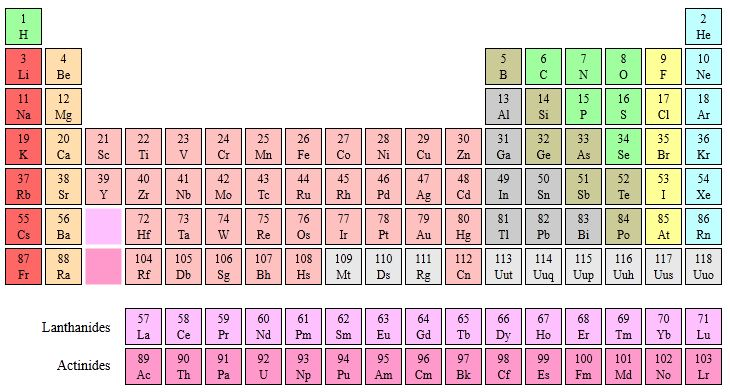 1 2
H He
3 4 5 6 7 8 9 10
Li Be B C N O F Ne
11 12 13 14 15 16 17 18
Na Mg Al Si P S Cl Ar
19 20 21 22 23 24 25 26 27 28 29 30 31 32 33 34 35 36
K Ca Sc Ti V Cr Mn Fe Co Ni Cu Zn Ga Ge As Se Br Kr
37 38 39 40 41 42 43 44 45 46 47 48 49 50 51 52 53 54
Rb Sr Y Zr Nb Mo Tc Ru Rh Pd Ag Cd In Sn Sb Te I Xe
55 56 72 73 74 75 76 77 78 79 80 81 82 83 84 85 86
Cs Ba Hf Ta W Re Os Ir Pt Au Hg Tl Pb Bi Po At Rn
87 88 104 105 106 107 108 109 110 111 112 113 114 115 116 117 118
Fr Ra Rf Db Sg Bh Hs Mt Ds Rg Cn Uut Uuq Uup Uuh Uus Uuo
57 58 59 60 61 62 63 64 65 66 67 68 69 70 71
Lanthanides La Ce Pr Nd Pm Sm Eu Gd Tb Dy Ho Er Tm Yb Lu
89 90 91 92 93 94 95 96 97 98 99 100 101 102 103
Actinides Ac Th Pa U Np Pu Am Cm Bk Cf Es Fm Md No Lr